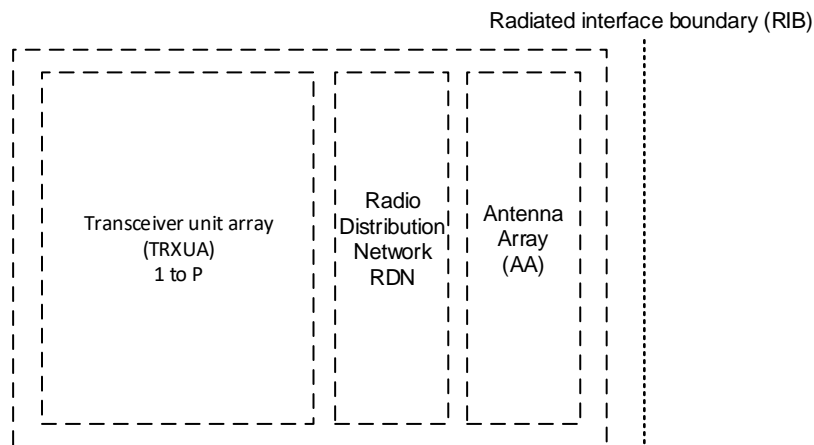 Radiated interface boundary (RIB)
Transceiver unit array
(TRXUA)
1 to P
Radio
Distribution
Network
RDN
Antenna
Array
(AA)